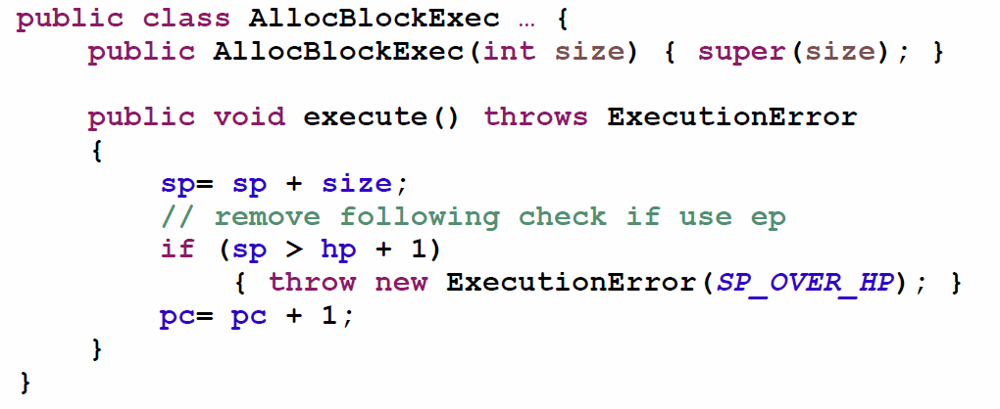 public class AllocBlockExec … {
    public AllocBlockExec(int size) { super(size); }
    public void execute() throws ExecutionError
    {
        sp= sp + size;
        // remove following check if use ep
        if (sp > hp + 1)
            { throw new ExecutionError(SP_OVER_HP); }
        pc= pc + 1;
    }
}